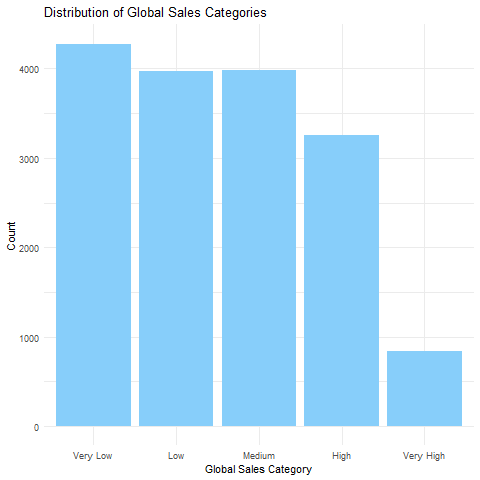 Distribution of Global Sales Categories
Count
4000
3000
2000
1000
0
Very Low
Low
Medium
High
Very High
Global Sales Category